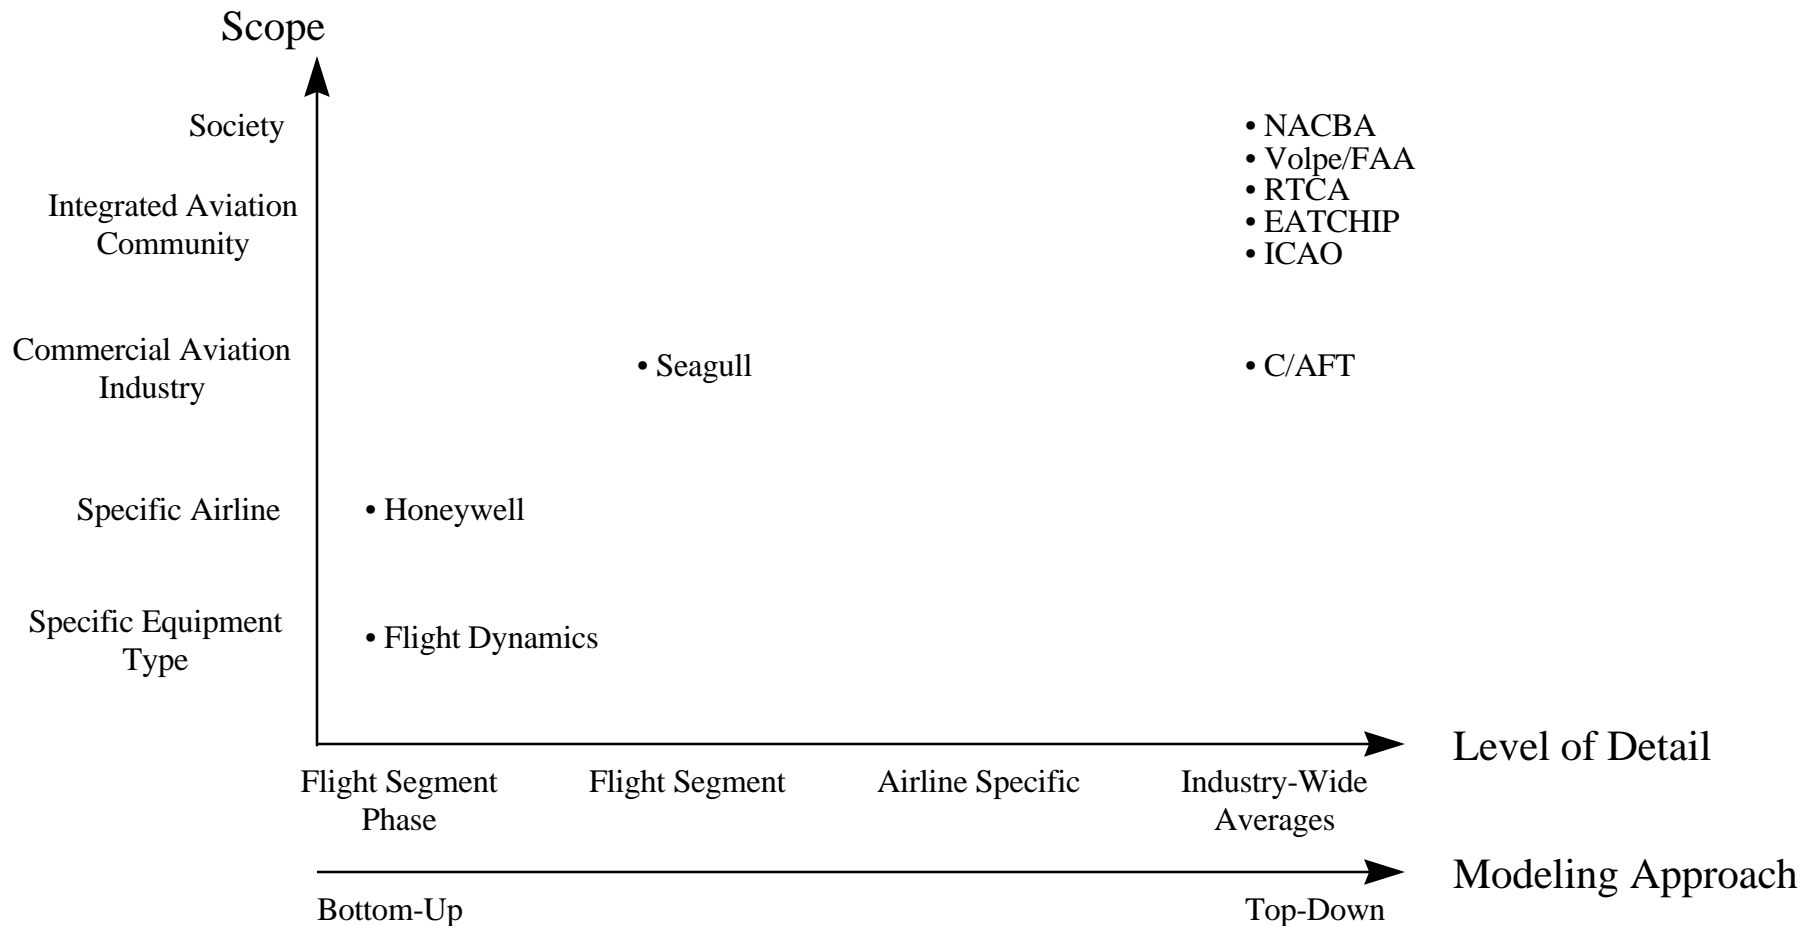 Scope
Society
• NACBA
• Volpe/FAA
Integrated Aviation
Community
• RTCA
• EATCHIP
• ICAO
Commercial Aviation
Industry
• Seagull
• C/AFT
Specific Airline
• Honeywell
Specific Equipment
Type
• Flight Dynamics
Level of Detail
Flight Segment
Phase
Flight Segment
Airline Specific
Industry-Wide
Averages
Modeling Approach
Bottom-Up
Top-Down